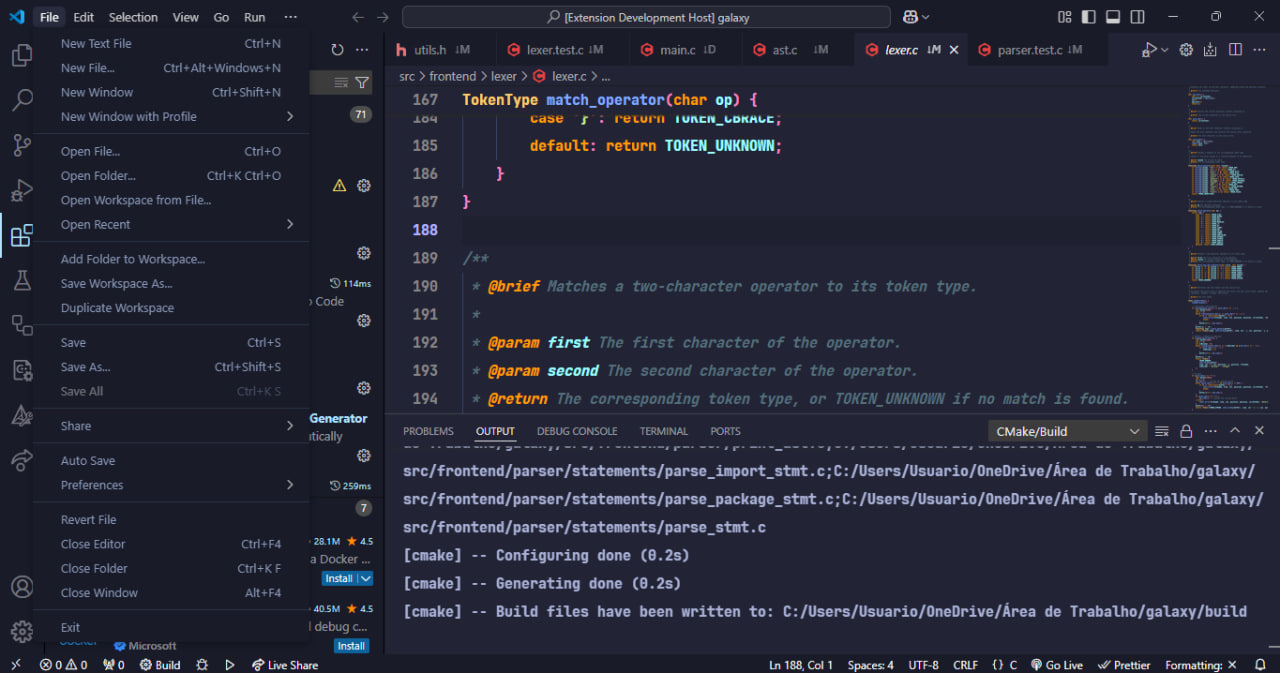 File Edit Selection View Go Run ···
[Extension Development Host] galaxy
New Text File Ctrl+N
New File... Ctrl+Alt+Windows+N
New Window Ctrl+Shift+N
New Window with Profile
Open File... Ctrl+O
Open Folder... Ctrl+K Ctrl+O
Open Workspace from File...
Open Recent
Add Folder to Workspace...
Save Workspace As...
Duplicate Workspace
Save Ctrl+S
Save As... Ctrl+Shift+S
Save All Ctrl+K S
Share
Auto Save
Preferences
Revert File
Close Editor Ctrl+F4
Close Folder Ctrl+K F
Close Window Alt+F4
Exit
71
114ms
Code
Generator
259ms
7
28.1M ★ 4.5
a Docker ...
Install
40.5M ★ 4.5
debug c...
Microsoft
Install
utils.h ↓M lexer.test.c ↓M main.c ↓D ast.c ↓M lexer.c ↓M parser.test.c ↓M
src > frontend > lexer > lexer.c > ...
167 TokenType match_operator(char op) {
184 case '}': return TOKEN_CBRACE;
185 default: return TOKEN_UNKNOWN;
186 }
187 }
188
189 /**
190 * @brief Matches a two-character operator to its token type.
191 *
192 * @param first The first character of the operator.
193 * @param second The second character of the operator.
194 * @return The corresponding token type, or TOKEN_UNKNOWN if no match is found.
PROBLEMS OUTPUT DEBUG CONSOLE TERMINAL PORTS
CMake/Build
src/frontend/parser/statements/parse_import_stmt.c;C:/Users/Usuario/OneDrive/Área de Trabalho/galaxy/
src/frontend/parser/statements/parse_package_stmt.c;C:/Users/Usuario/OneDrive/Área de Trabalho/galaxy/
src/frontend/parser/statements/parse_stmt.c
[cmake] -- Configuring done (0.2s)
[cmake] -- Generating done (0.2s)
[cmake] -- Build files have been written to: C:/Users/Usuario/OneDrive/Área de Trabalho/galaxy/build
0 0 0 Build Live Share
Ln 188, Col 1 Spaces: 4 UTF-8 CRLF {} C Go Live Prettier Formatting: ✕